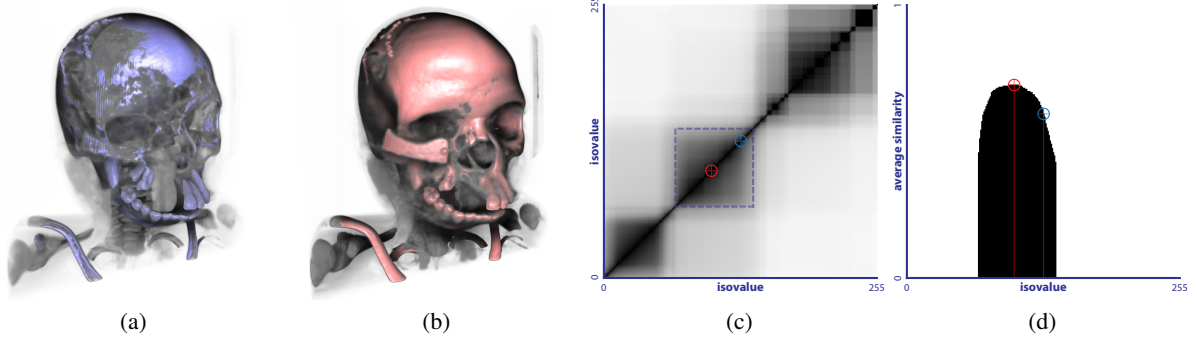 255
isovalue
0
0
isovalue
255
1
average similarity
0
0
isovalue
255
(a)
(b)
(c)
(d)